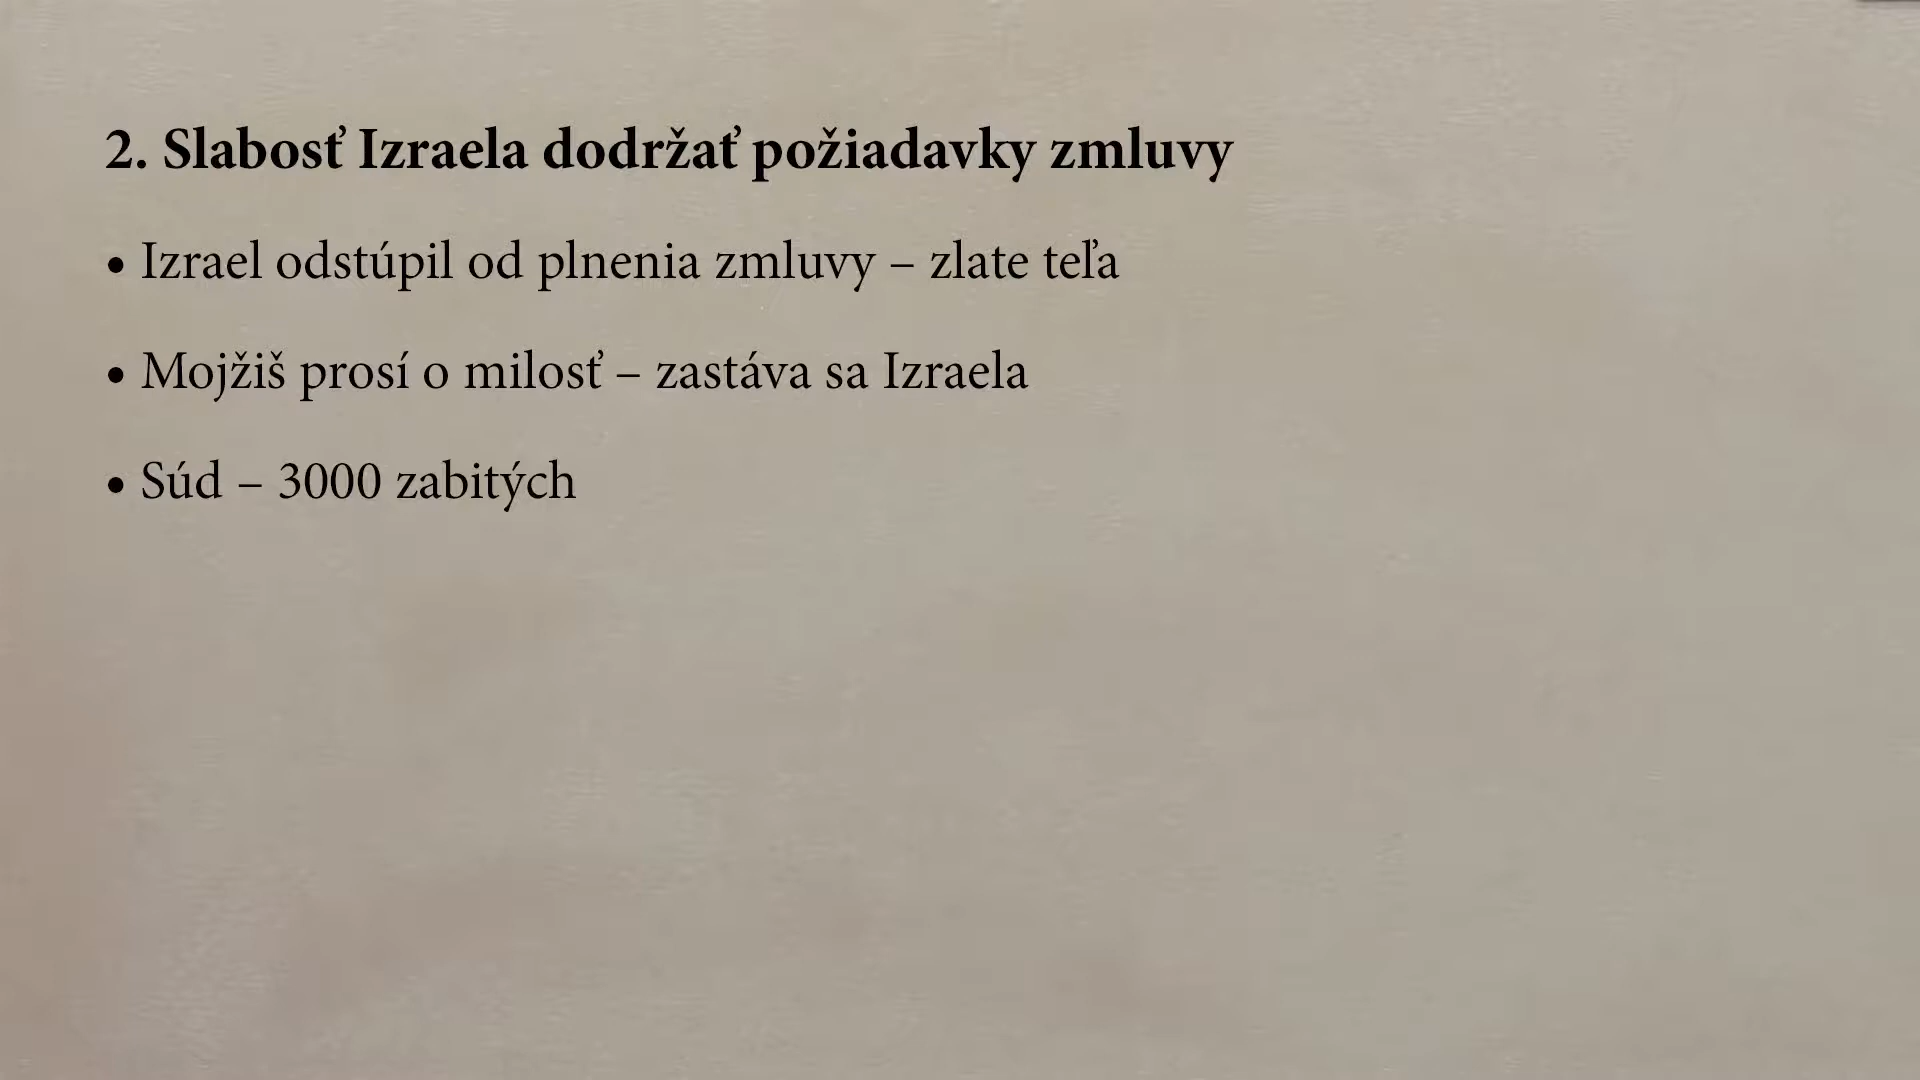 2. Slabosť Izraela dodržať požiadavky zmluvy
• Izrael odstúpil od plnenia zmluvy – zlate teľa
• Mojžiš prosí o milosť – zastáva sa Izraela
• Súd – 3000 zabitých